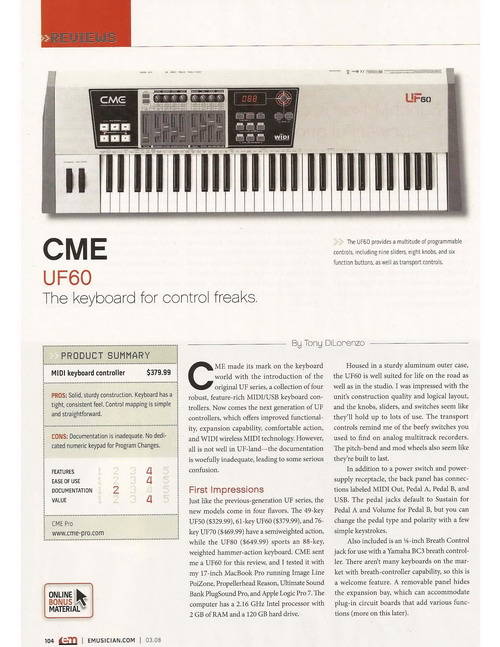 »REVIEWS
CME
UF60
WIDI
CME
UF60
The keyboard for control freaks.
>> The UF60 provides a multitude of programmable
controls, including nine sliders, eight knobs, and six
function buttons, as well as transport controls.
By Tony DiLorenzo
>> PRODUCT SUMMARY
MIDI keyboard controller $379.99
PROS: Solid, sturdy construction. Keyboard has a
tight, consistent feel. Control mapping is simple
and straightforward.
CONS: Documentation is inadequate. No dedi-
cated numeric keypad for Program Changes.
FEATURES 1 2 3 4 5
EASE OF USE 1 2 3 4 5
DOCUMENTATION 1 2 3 4 5
VALUE 1 2 3 4 5
CME Pro
www.cme-pro.com
ONLINE
BONUS
MATERIAL
CME made its mark on the keyboard
world with the introduction of the
original UF series, a collection of four
robust, feature-rich MIDI/USB keyboard con-
trollers. Now comes the next generation of UF
controllers, which offers improved functional-
ity, expansion capability, comfortable action,
and WIDI wireless MIDI technology. However,
all is not well in UF-land—the documentation
is woefully inadequate, leading to some serious
confusion.
First Impressions
Just like the previous-generation UF series, the
new models come in four flavors. The 49-key
UF50 ($329.99), 61-key UF60 ($379.99), and 76-
key UF70 ($469.99) have a semiweighted action,
while the UF80 ($649.99) sports an 88-key,
weighted hammer-action keyboard. CME sent
me a UF60 for this review, and I tested it with
my 17-inch MacBook Pro running Image Line
PoiZone, Propellerhead Reason, Ultimate Sound
Bank PlugSound Pro, and Apple Logic Pro 7. The
computer has a 2.16 GHz Intel processor with
2 GB of RAM and a 120 GB hard drive.
Housed in a sturdy aluminum outer case,
the UF60 is well suited for life on the road as
well as in the studio. I was impressed with the
unit's construction quality and logical layout,
and the knobs, sliders, and switches seem like
they'll hold up to lots of use. The transport
controls remind me of the beefy switches you
used to find on analog multitrack recorders.
The pitch-bend and mod wheels also seem like
they're built to last.
In addition to a power switch and power-
supply receptacle, the back panel has connec-
tions labeled MIDI Out, Pedal A, Pedal B, and
USB. The pedal jacks default to Sustain for
Pedal A and Volume for Pedal B, but you can
change the pedal type and polarity with a few
simple keystrokes.
Also included is an ⅛-inch Breath Control
jack for use with a Yamaha BC3 breath control-
ler. There aren't many keyboards on the mar-
ket with breath-controller capability, so this is
a welcome feature. A removable panel hides
the expansion bay, which can accommodate
plug-in circuit boards that add various func-
tions (more on this later).
104 em | EMUSICIAN.COM | 03.08